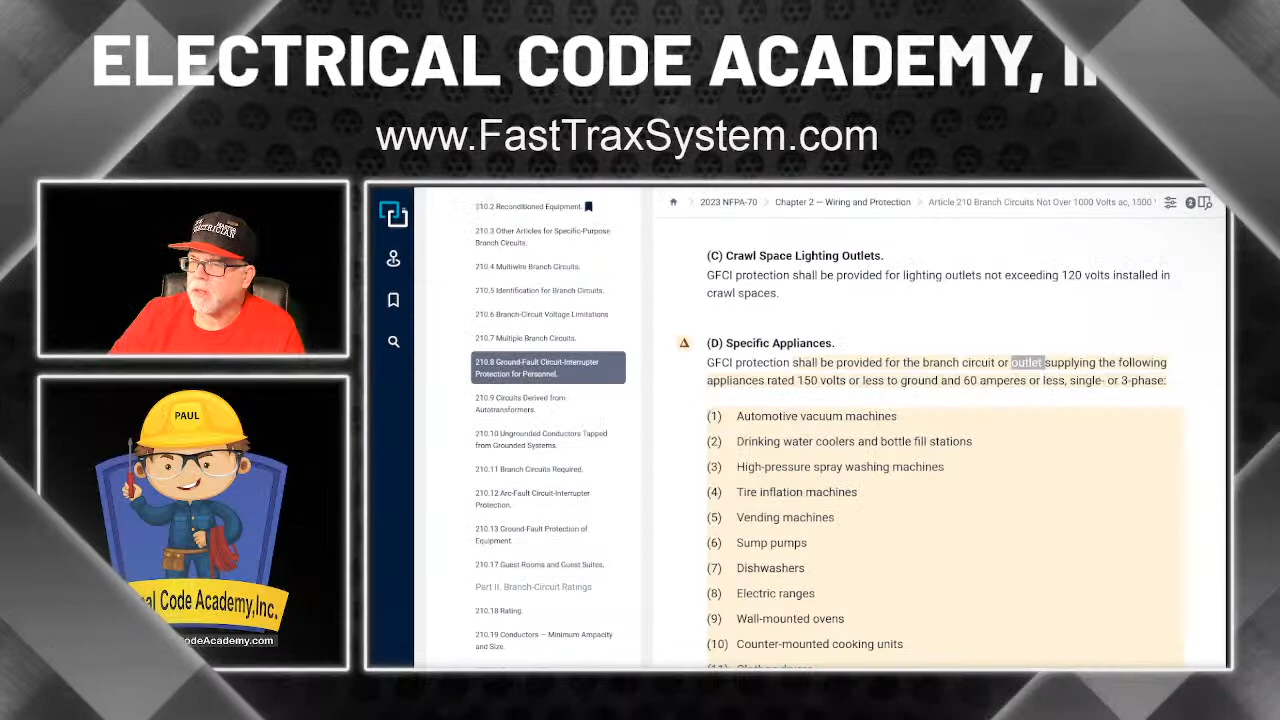 ELECTRICAL CODE ACADEMY,
www.FastTraxSystem.com
PAUL
Code Academy,Inc.
deAcademy.com
210.2 Reconditioned Equipment.
210.3 Other Articles for Specific-Purpose
Branch Circuits.
210.4 Multiwire Branch Circuits.
210.5 Identification for Branch Circuits.
210.6 Branch-Circuit Voltage Limitations
210.7 Multiple Branch Circuits.
210.8 Ground-Fault Circuit-Interrupter
Protection for Personnel.
210.9 Circuits Derived from
Autotransformers.
210.10 Ungrounded Conductors Tapped
from Grounded Systems.
210.11 Branch Circuits Required.
210.12 Arc-Fault Circuit-Interrupter
Protection.
210.13 Ground-Fault Protection of
Equipment.
210.17 Guest Rooms and Guest Suites.
Part II. Branch-Circuit Ratings
210.18 Rating.
210.19 Conductors — Minimum Ampacity
and Size.
2023 NFPA-70 > Chapter 2 — Wiring and Protection > Article 210 Branch Circuits Not Over 1000 Volts ac, 1500
2
(C) Crawl Space Lighting Outlets.
GFCI protection shall be provided for lighting outlets not exceeding 120 volts installed in
crawl spaces.
(D) Specific Appliances.
GFCI protection shall be provided for the branch circuit or outlet supplying the following
appliances rated 150 volts or less to ground and 60 amperes or less, single- or 3-phase:
(1) Automotive vacuum machines
(2) Drinking water coolers and bottle fill stations
(3) High-pressure spray washing machines
(4) Tire inflation machines
(5) Vending machines
(6) Sump pumps
(7) Dishwashers
(8) Electric ranges
(9) Wall-mounted ovens
(10) Counter-mounted cooking units